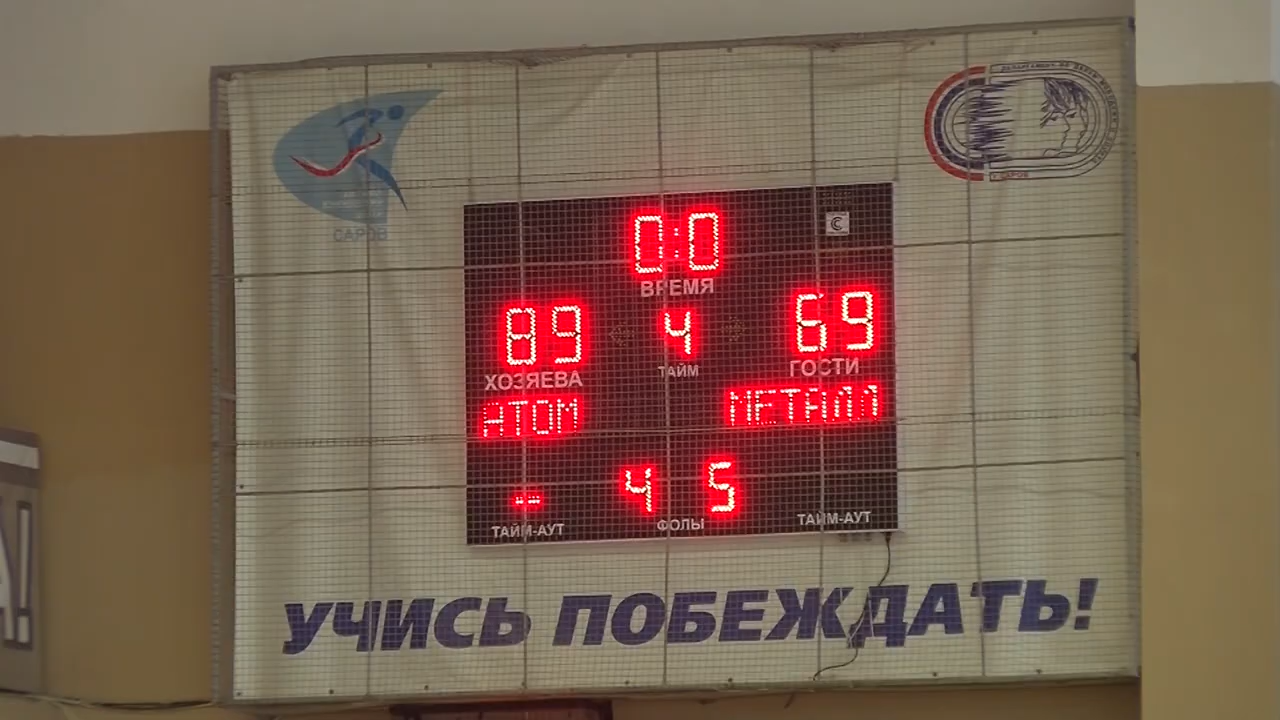 САРОВ
Г. САРОВ
0:0
ВРЕМЯ
89 4 69
ХОЗЯЕВА ТАЙМ ГОСТИ
АТОМ МЕТАЛЛ
4 5
ТАЙМ-АУТ ФОЛЫ ТАЙМ-АУТ
УЧИСЬ ПОБЕЖДАТЬ!
А!